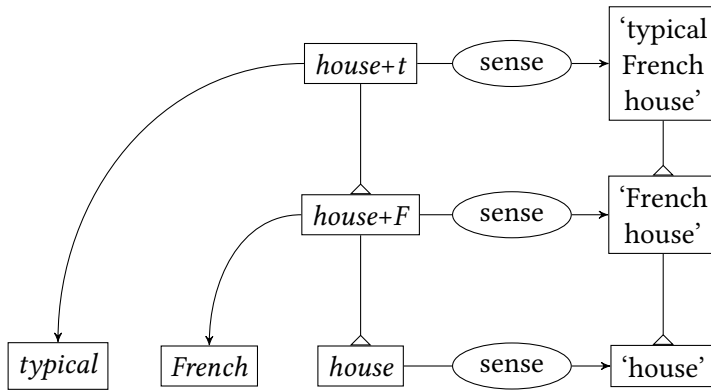 house+t
sense
‘typical
French
house’
house+F
sense
‘French
house’
typical
French
house
sense
‘house’